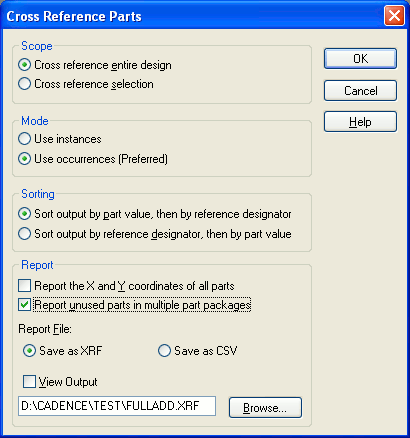 Cross Reference Parts
Scope
Cross reference entire design
Cross reference selection
OK
Cancel
Help
Mode
Use instances
Use occurrences (Preferred)
Sorting
Sort output by part value, then by reference designator
Sort output by reference designator, then by part value
Report
Report the X and Y coordinates of all parts
Report unused parts in multiple part packages
Report File:
Save as XRF Save as CSV
View Output
D:\CADENCE\TEST\FULLADD.XRF Browse...